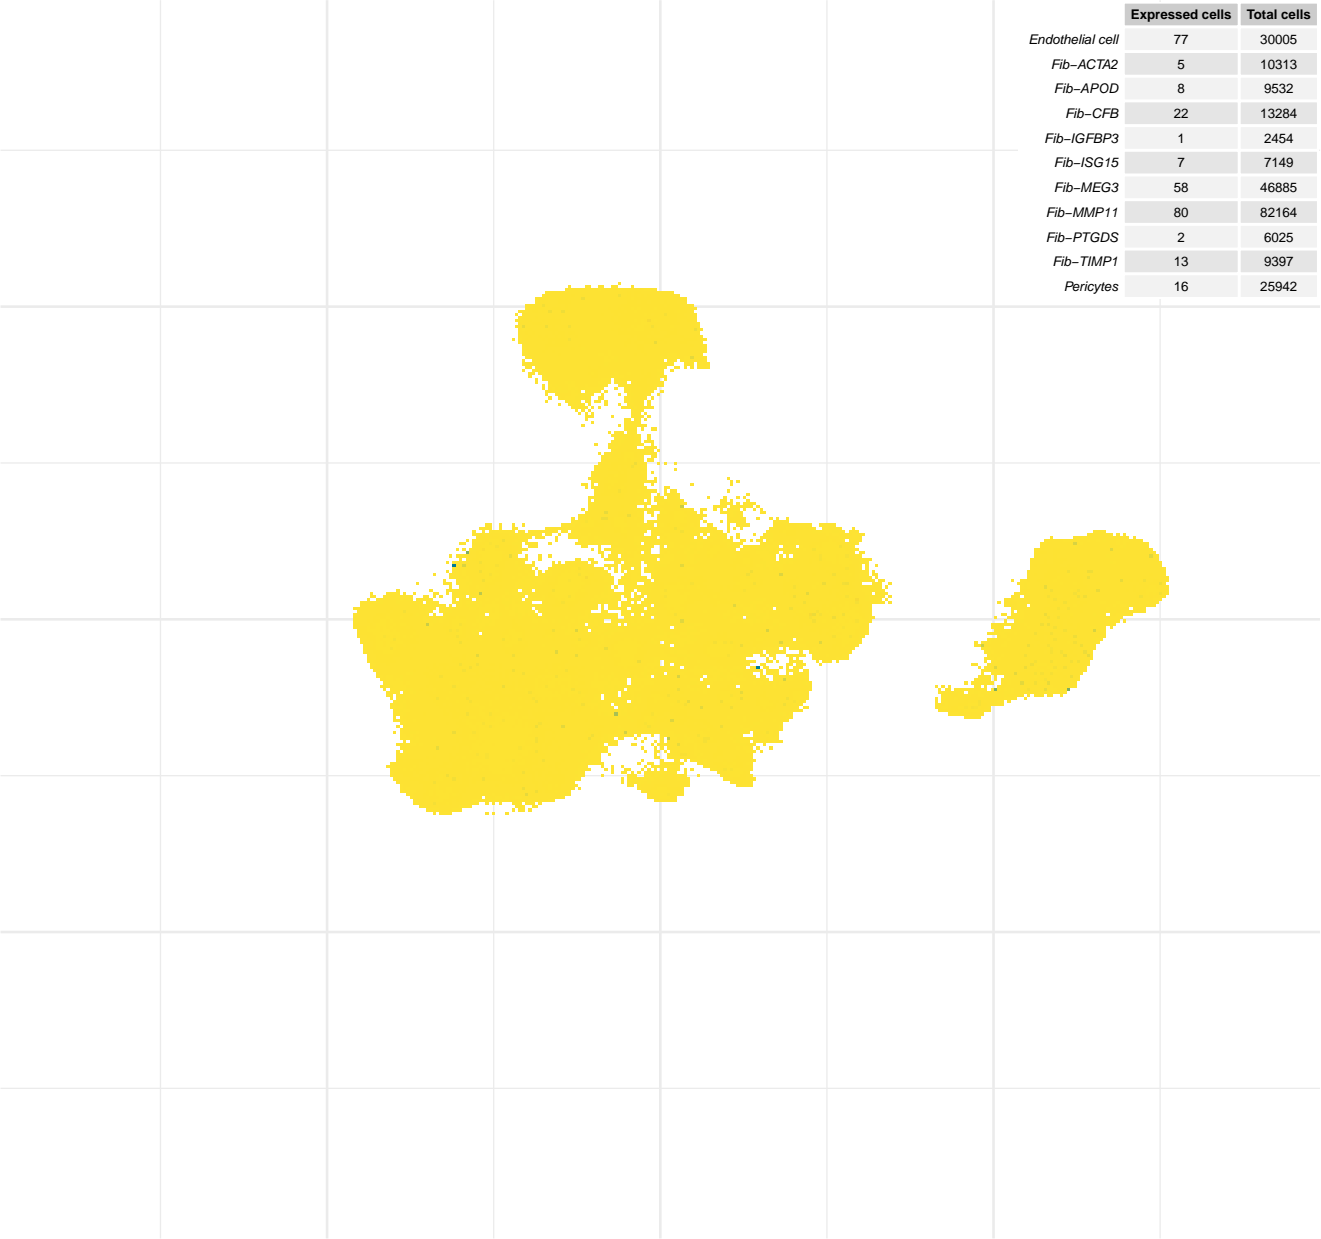 Expressed cells Total cells
Endothelial cell 77 30005
Fib−ACTA2 5 10313
Fib−APOD 8 9532
Fib−CFB 22 13284
Fib−IGFBP3 1 2454
Fib−ISG15 7 7149
Fib−MEG3 58 46885
Fib−MMP11 80 82164
Fib−PTGDS 2 6025
Fib−TIMP1 13 9397
Pericytes 16 25942